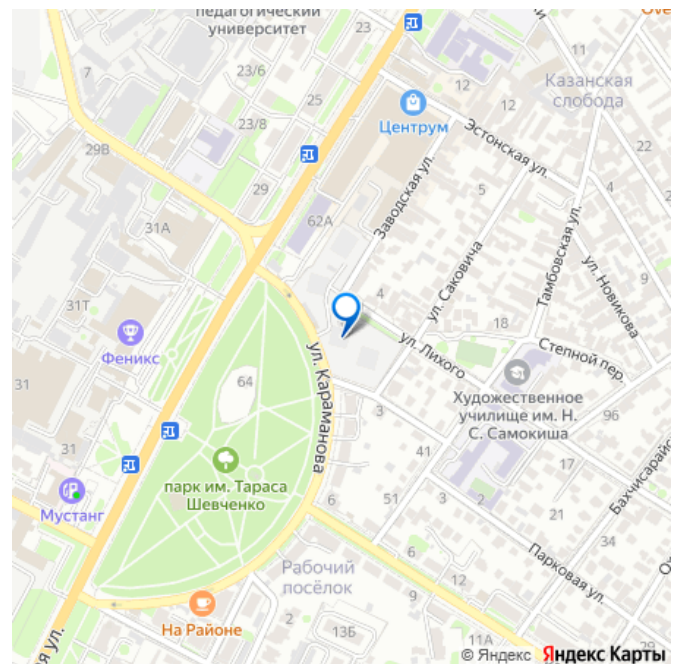 педагогический
университет
7
23/6
12
12
Казанская
слобода
25
Центрум
22
23/8
Эстонская ул.
29В
29
5
Заводская ул.
4
62А
31А
Тамбовская ул.
ул. Саковича
ул. Новикова
9
31Т
4
Феникс
18
ул. Лихого
Степной пер.
ул. Караманова
31
64
Художественное
училище им. Н.
С. Самокиша
3
96
31
41
парк им. Тараса
Шевченко
17
Бахчисарайс
Мустанг
51
3
2
6
21
34
Парковая ул.
Рабочий
посёлок
6
12
На Районе
2
9
13Б
11А
ая ул.
© Яндекс Яндекс Карты